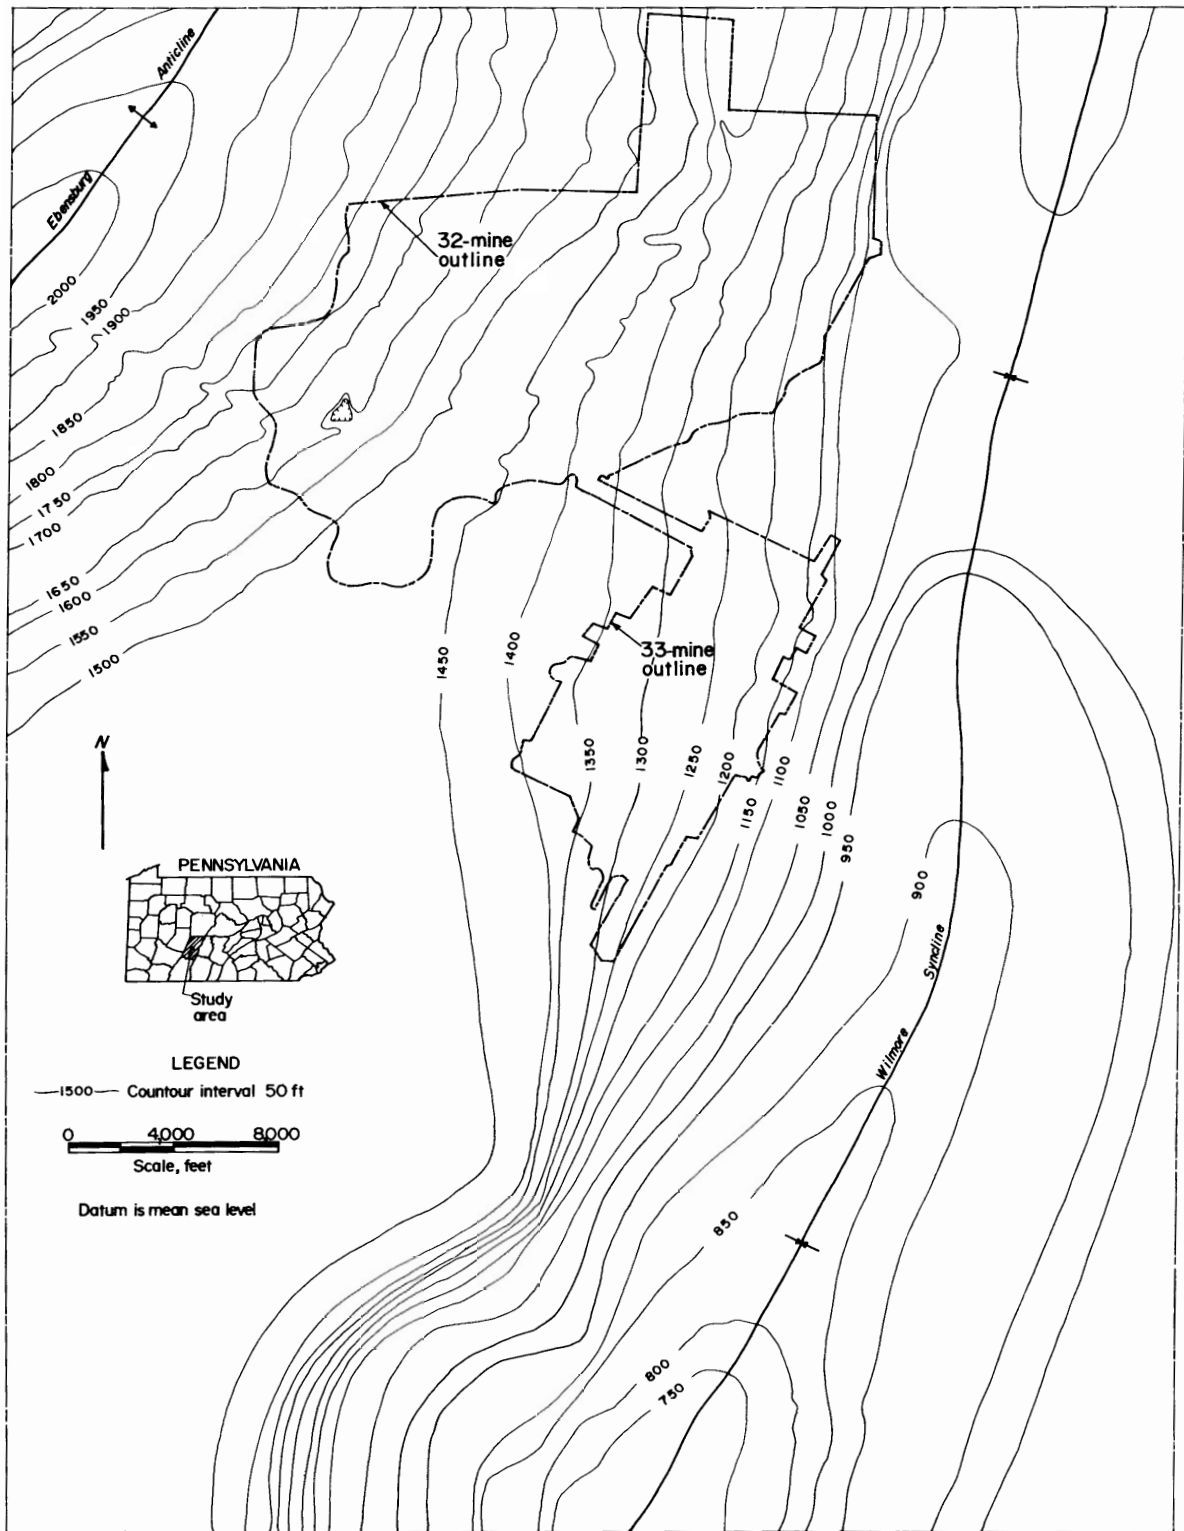 Anticline
Ebensburg
32-mine
outline
2000
1950
1900
1850
1800
1750
1700
1650
1600
1550
1500
33-mine
outline
1450
1400
1350
1300
1250
1200
1150
1100
1050
1000
950
900
850
800
750
Syncline
Wilmore
N
PENNSYLVANIA
Study
area
LEGEND
1500 Countour interval 50 ft
0 4,000 8,000
Scale, feet
Datum is mean sea level